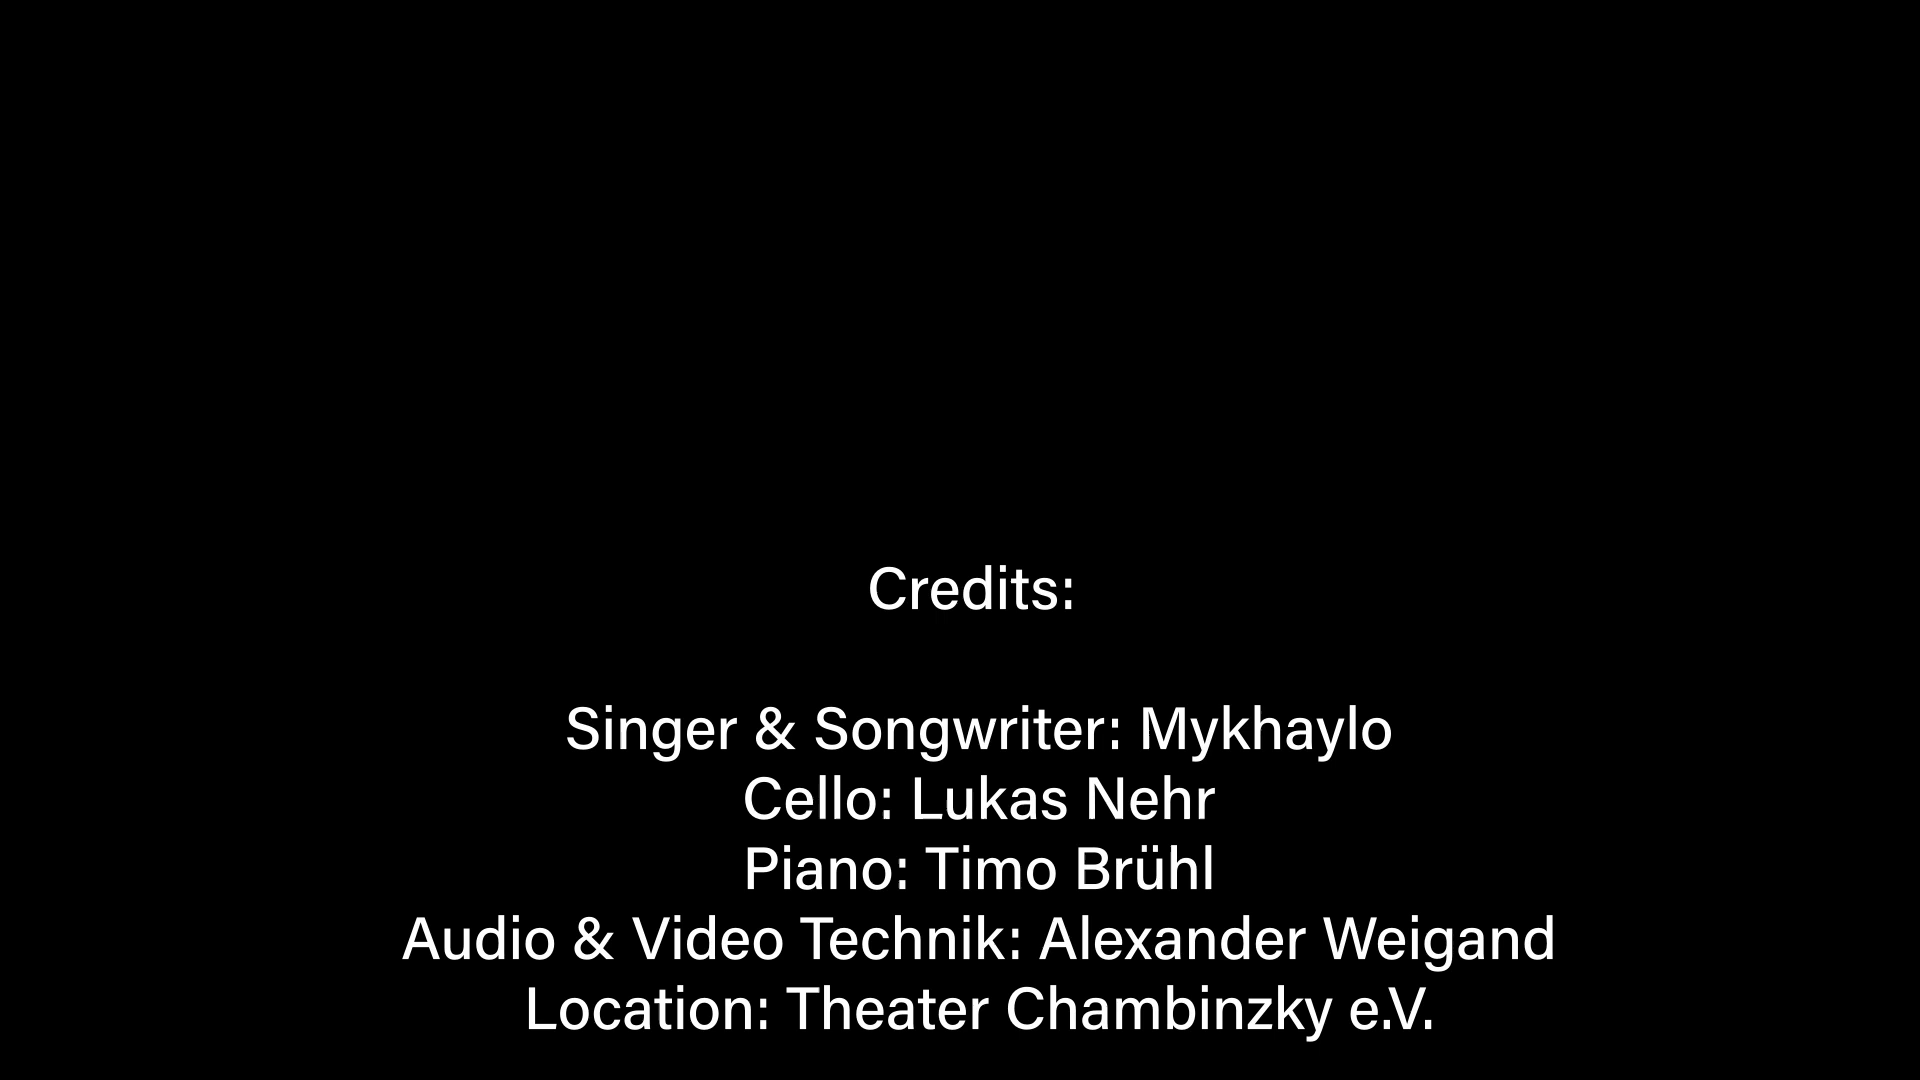 Credits:
Singer & Songwriter: Mykhaylo
Cello: Lukas Nehr
Piano: Timo Brühl
Audio & Video Technik: Alexander Weigand
Location: Theater Chambinzky e.V.